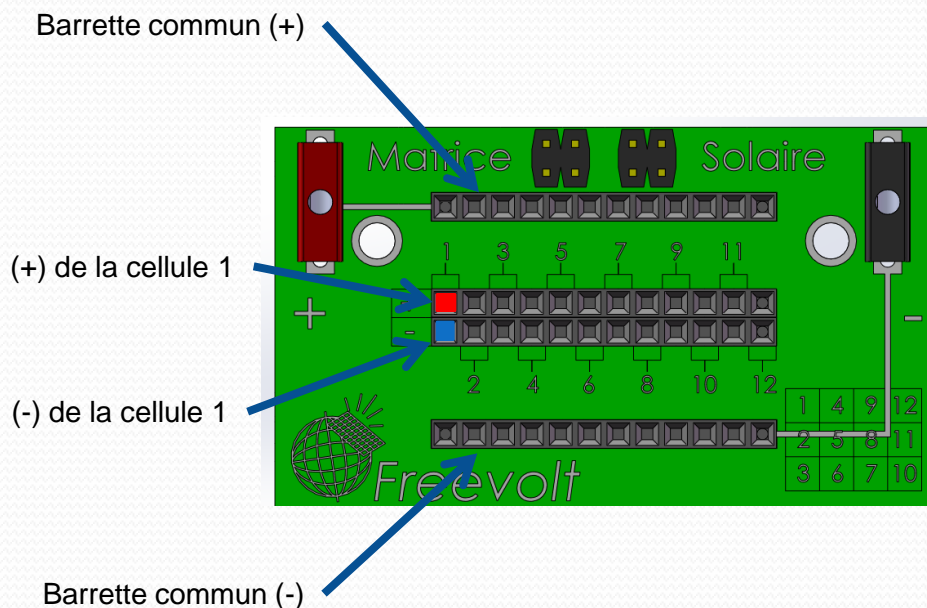 Barrette commun (+)
Matrice Solaire
(+) de la cellule 1
1 3 5 7 9 11
+ -
-
2 4 6 8 10 12
(-) de la cellule 1
1 4 9 12
2 5 8 11
3 6 7 10
Freevolt
Barrette commun (-)